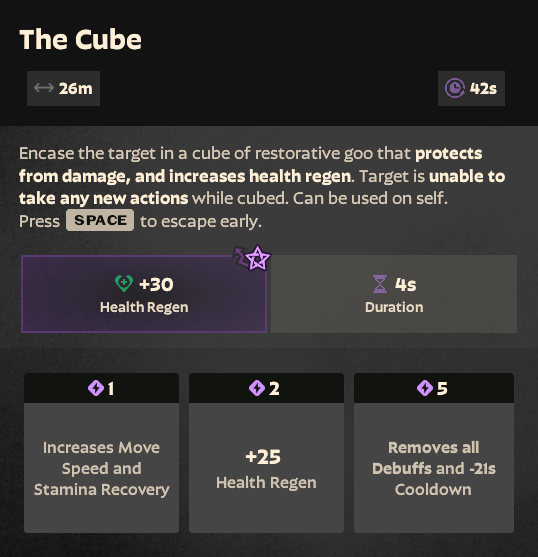 The Cube
26m
42s
Encase the target in a cube of restorative goo that protects
from damage, and increases health regen. Target is unable to
take any new actions while cubed. Can be used on self.
Press SPACE to escape early.
+30
Health Regen
4s
Duration
1
Increases Move
Speed and
Stamina Recovery
2
+25
Health Regen
5
Removes all
Debuffs and -21s
Cooldown